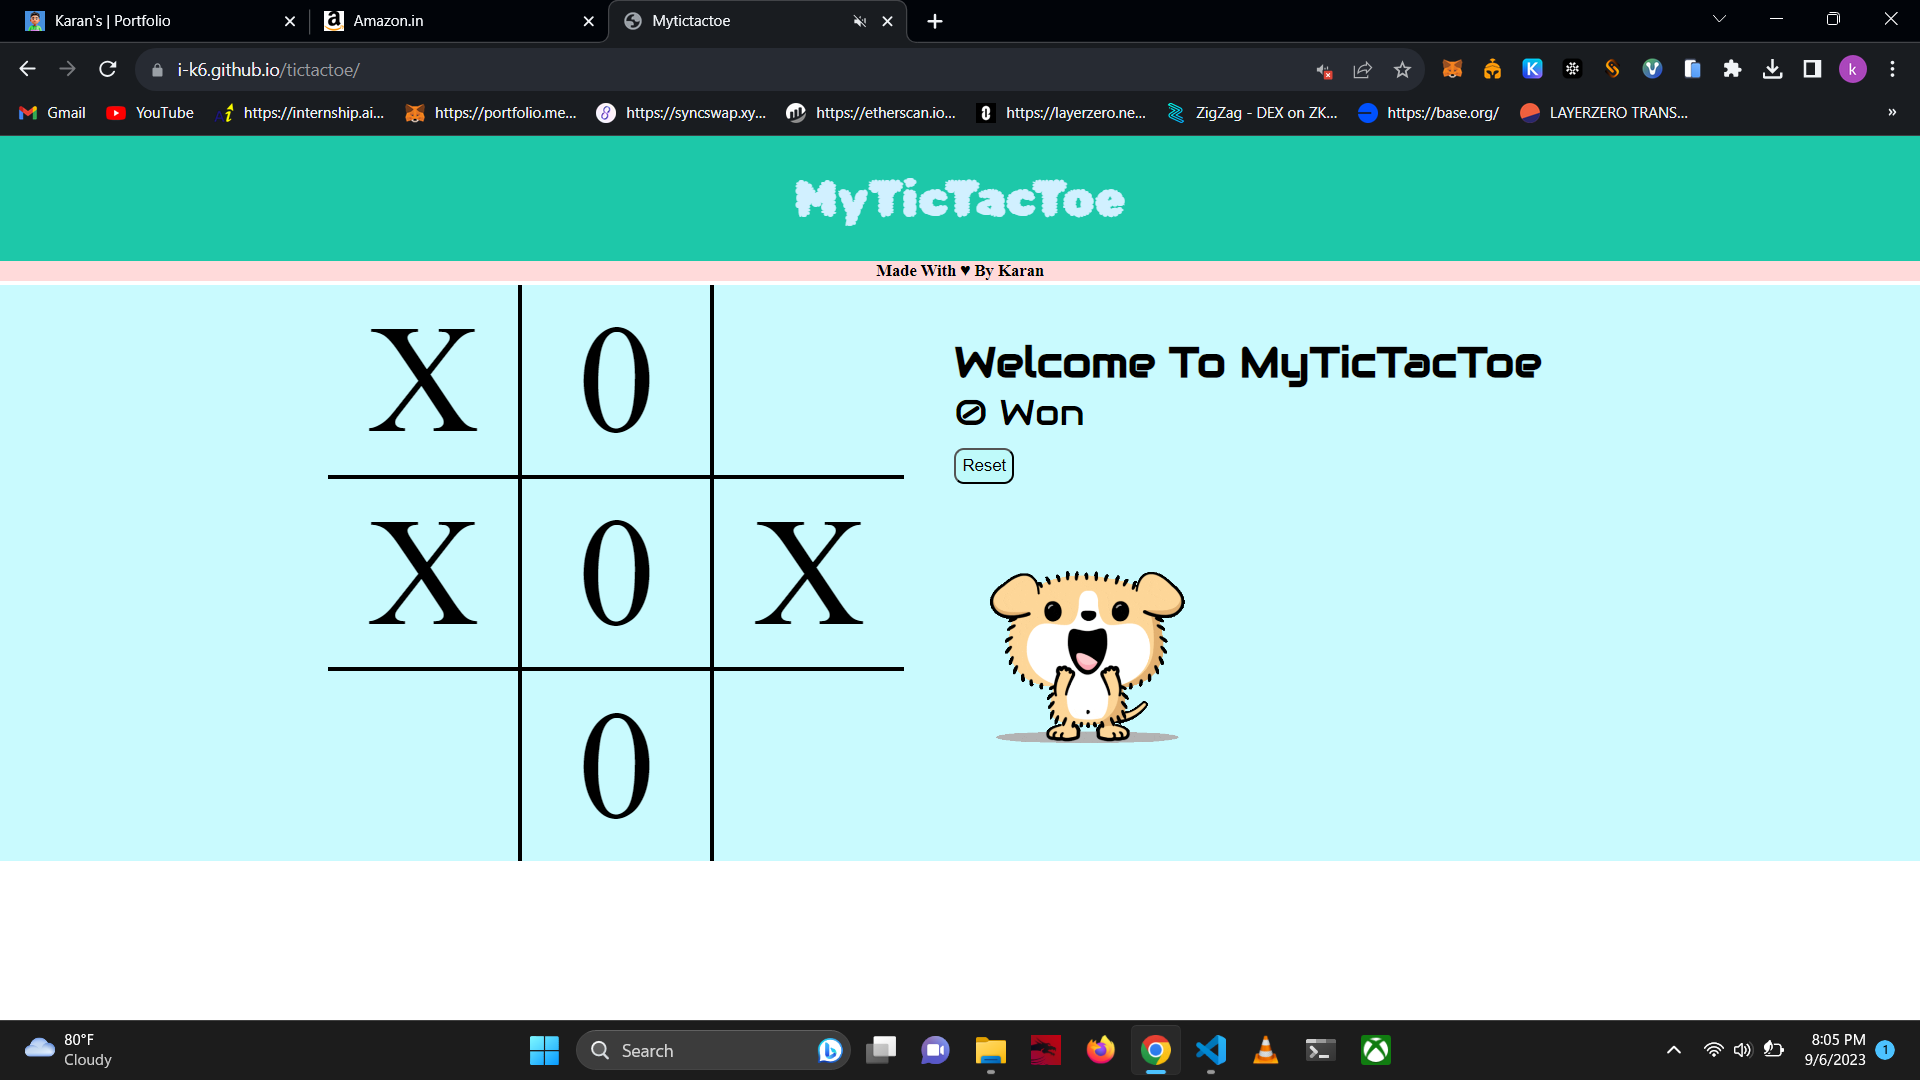 Karan's | Portfolio
Amazon.in
Mytictactoe
i-k6.github.io/tictactoe/
k
Gmail
YouTube
https://internship.ai...
https://portfolio.me...
https://syncswap.xy...
https://etherscan.io...
https://layerzero.ne...
ZigZag - DEX on ZK...
https://base.org/
LAYERZERO TRANS...
»
MyTicTacToe
Made With ♥ By Karan
X 0
X 0 X
0
Welcome To MyTicTacToe
0 Won
Reset
80°F
Cloudy
Search
8:05 PM
9/6/2023
1